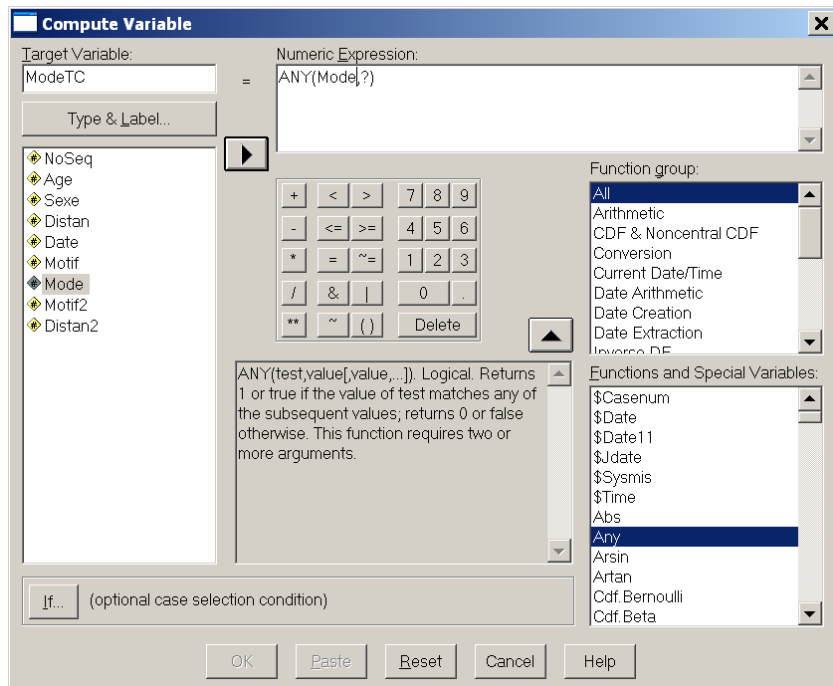 Compute Variable
Target Variable:
ModeTC
=
Numeric Expression:
ANY(Mode,?)
Type & Label...
NoSeq
Age
Sexe
Distan
Date
Motif
Mode
Motif2
Distan2
+ < > 7 8 9
- <= >= 4 5 6
* = ~= 1 2 3
/ & | 0 .
** ~ () Delete
Function group:
All
Arithmetic
CDF & Noncentral CDF
Conversion
Current Date/Time
Date Arithmetic
Date Creation
Date Extraction
Inverse DF
ANY(test,value[,value,...]). Logical. Returns
1 or true if the value of test matches any of
the subsequent values; returns 0 or false
otherwise. This function requires two or
more arguments.
Functions and Special Variables:
$Casenum
$Date
$Date11
$Jdate
$Sysmis
$Time
Abs
Any
Arsin
Artan
Cdf.Bernoulli
Cdf.Beta
If... (optional case selection condition)
OK Paste Reset Cancel Help